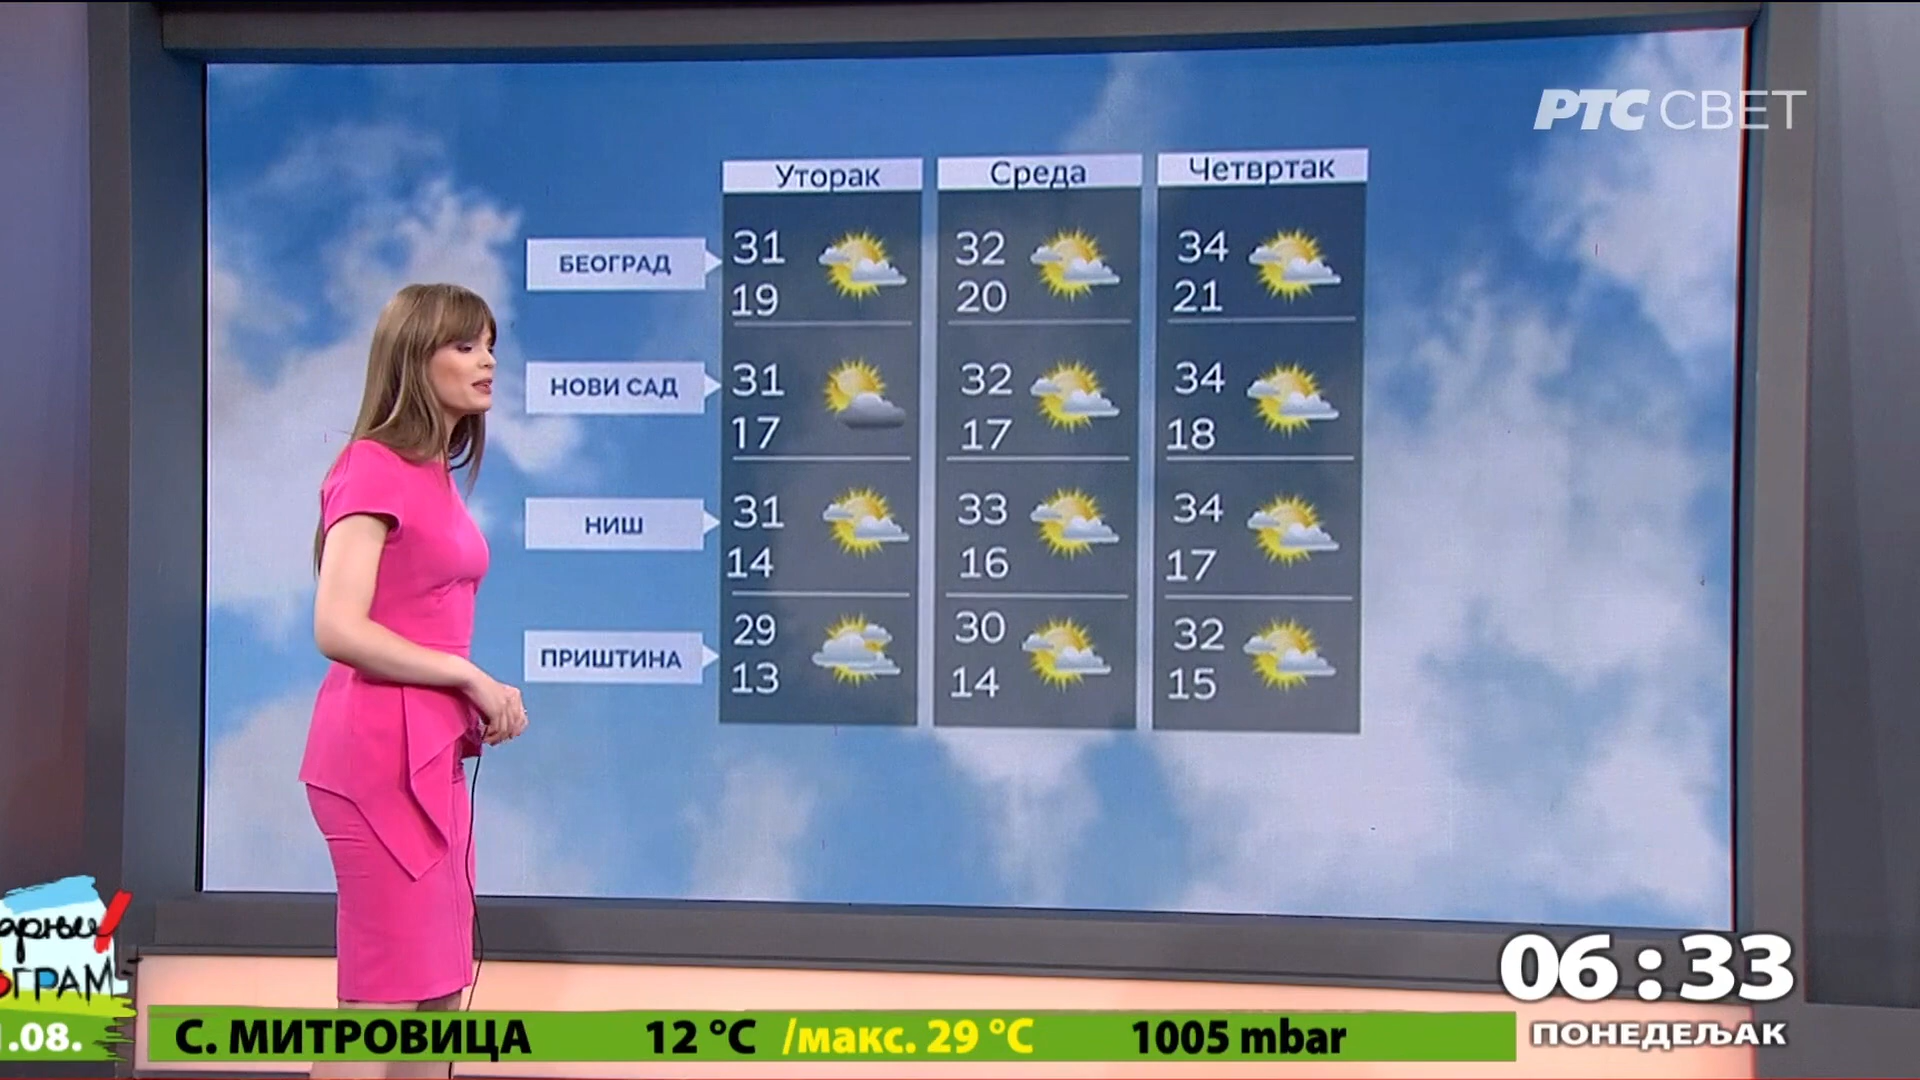 РТС СВЕТ
Уторак Среда Четвртак
БЕОГРАД 31 19 32 20 34 21
НОВИ САД 31 17 32 17 34 18
НИШ 31 14 33 16 34 17
ПРИШТИНА 29 13 30 14 32 15
06:33
ПОНЕДЕЉАК
.08.
С. МИТРОВИЦА 12 °C /макс. 29 °C 1005 mbar